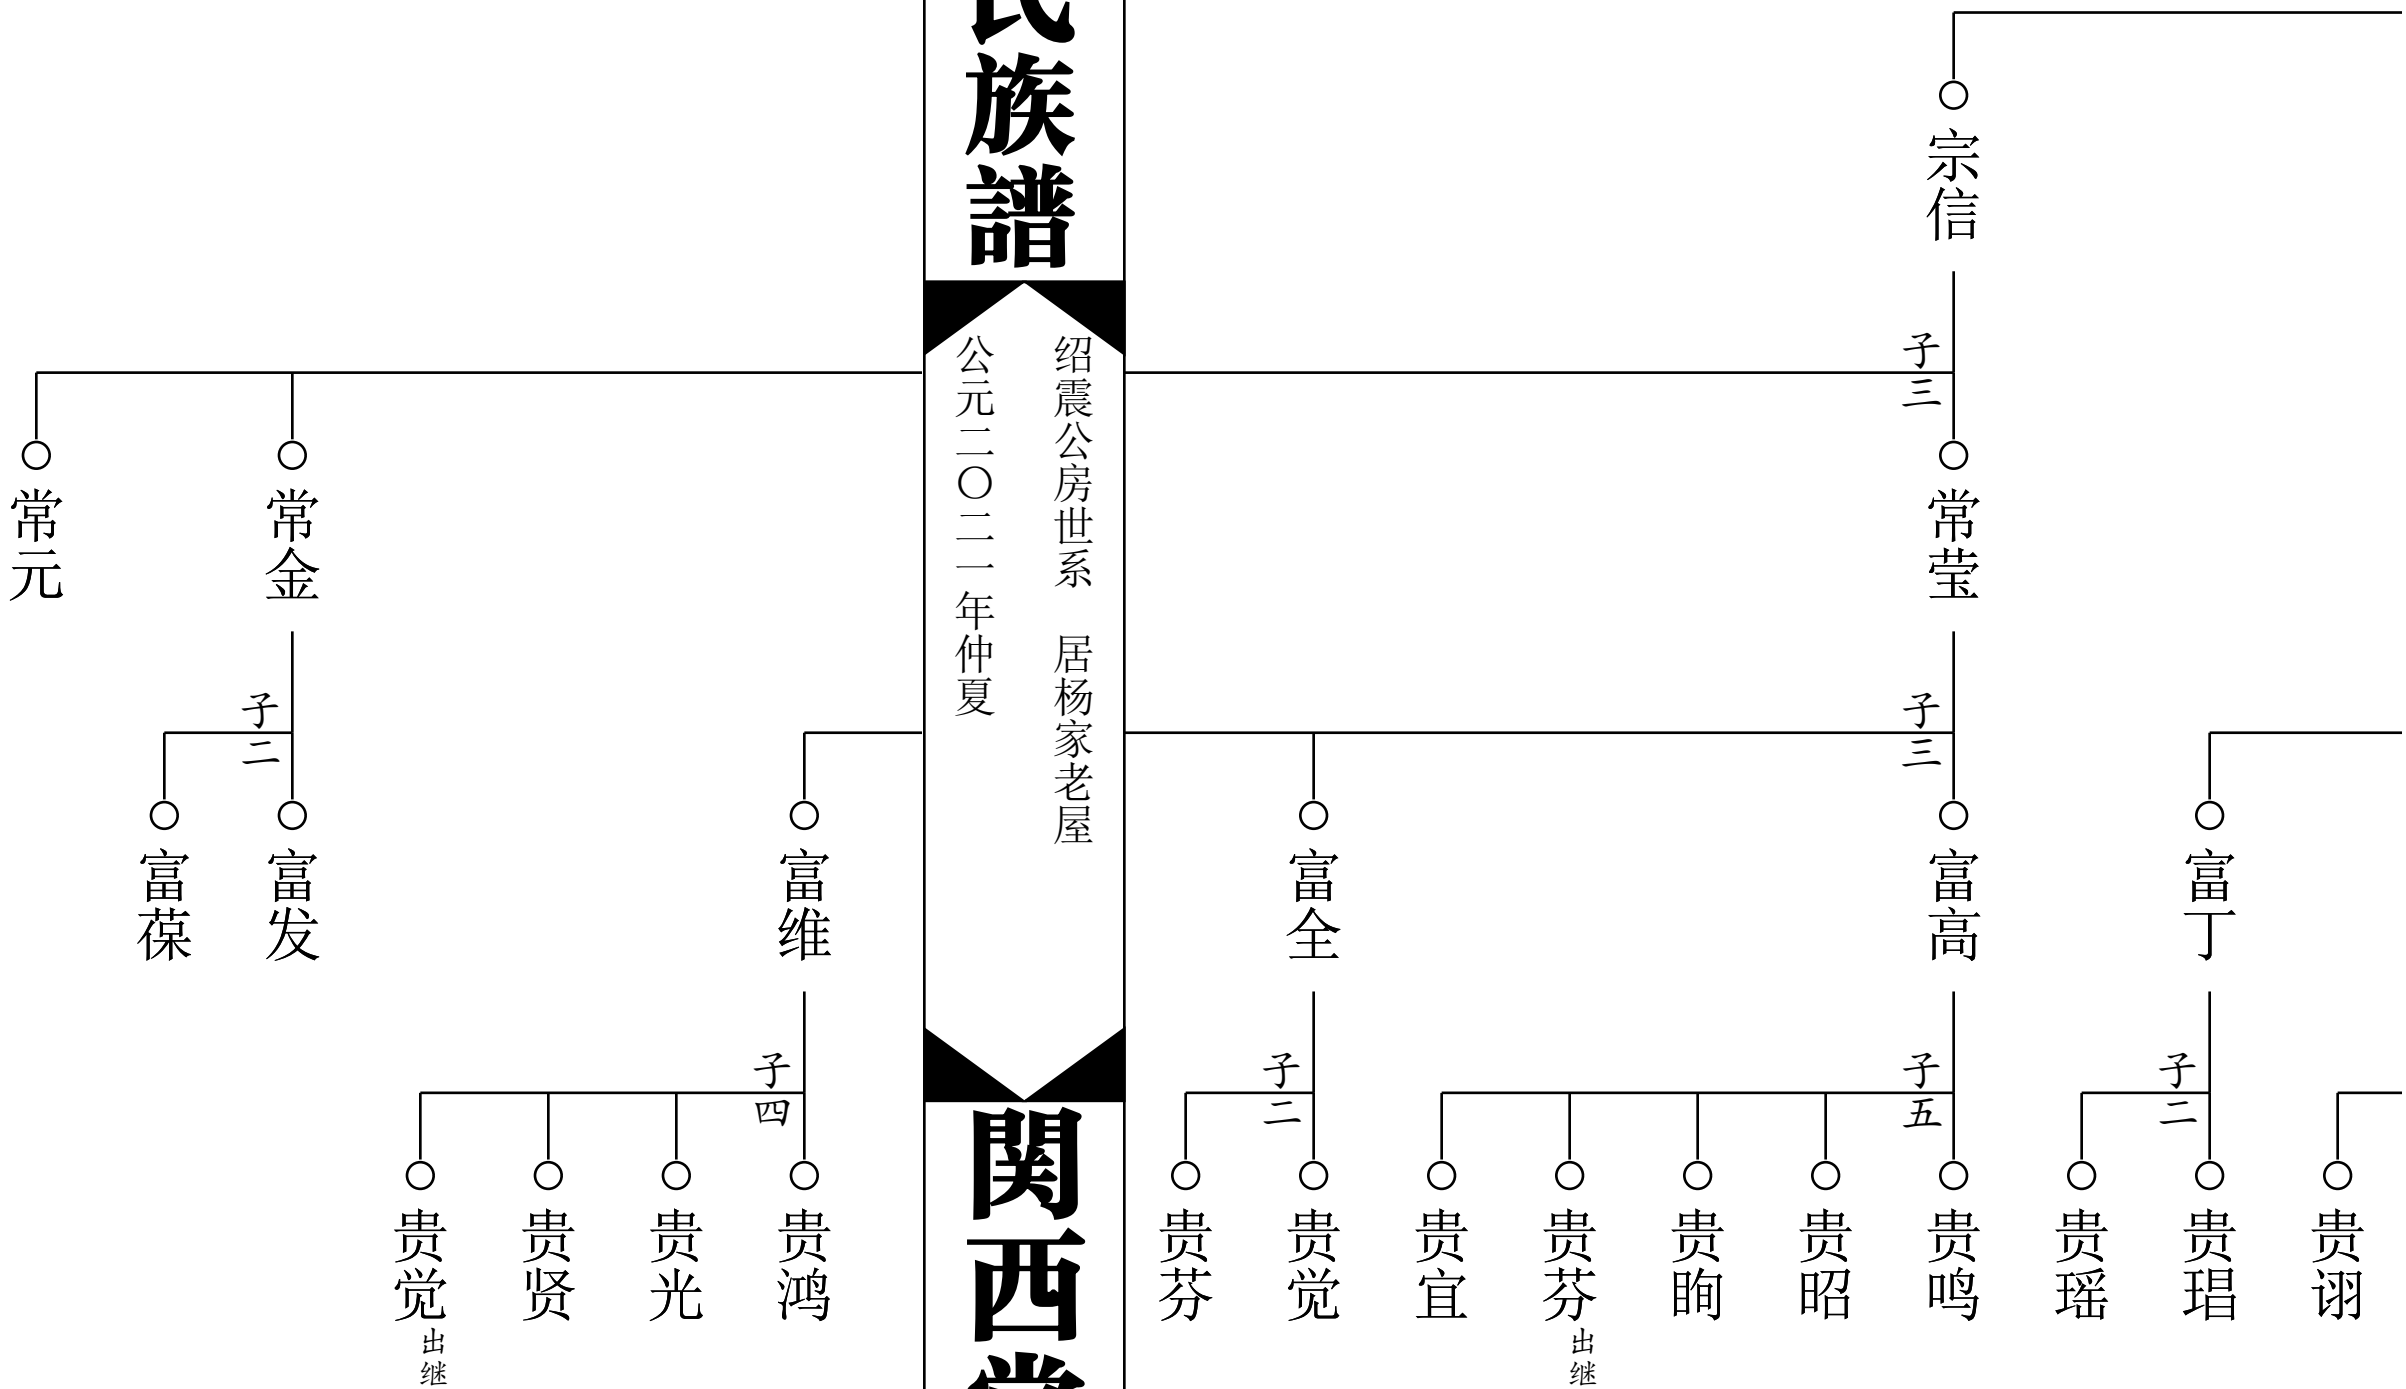 宗信
子三
常莹
常金
常元
子三
富丁
富高
富全
富维
子二
富发
富葆
子二
子五
子二
子四
贵诩
贵琩
贵瑶
贵鸣
贵昭
贵眴
贵芬
出继
贵宜
贵觉
贵芬
贵鸿
贵光
贵贤
贵觉
出继
民族譜
绍震公房世系 居杨家老屋
公元二〇二一年仲夏
関西堂